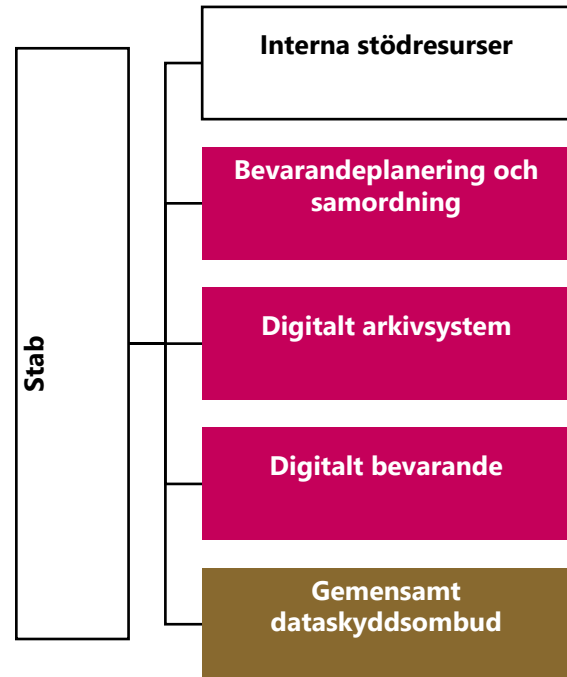 Stab
Interna stödresurser
Bevarandeplanering och
samordning
Digitalt arkivsystem
Digitalt bevarande
Gemensamt
dataskyddsombud